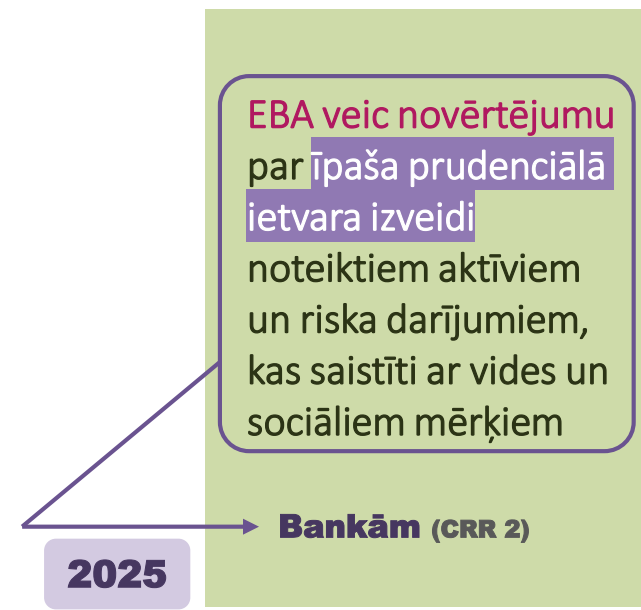 EBA veic novērtējumu
par īpaša prudenciālā
ietvara izveidi
noteiktiem aktīviem
un riska darījumiem,
kas saistīti ar vides un
sociāliem mērķiem
Bankām (CRR 2)
2025